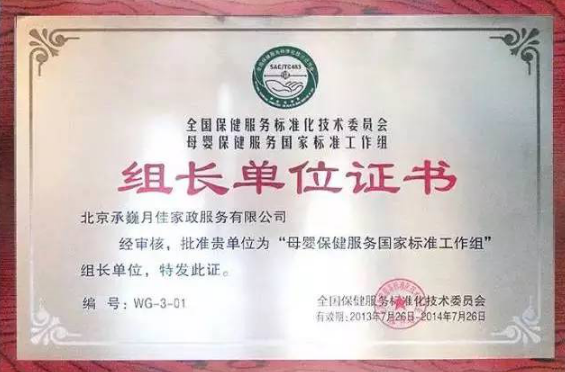 SAC/TC483
全国保健服务标准化技术委员会
母婴保健服务国家标准工作组
组长单位证书
北京承巍月佳家政服务有限公司
经审核，批准贵单位为“母婴保健服务国家标准工作组”
组长单位，特发此证。
编 号：WG-3-01
全国保健服务标准化技术委员会
有效期：2013年7月26日-2014年7月26日